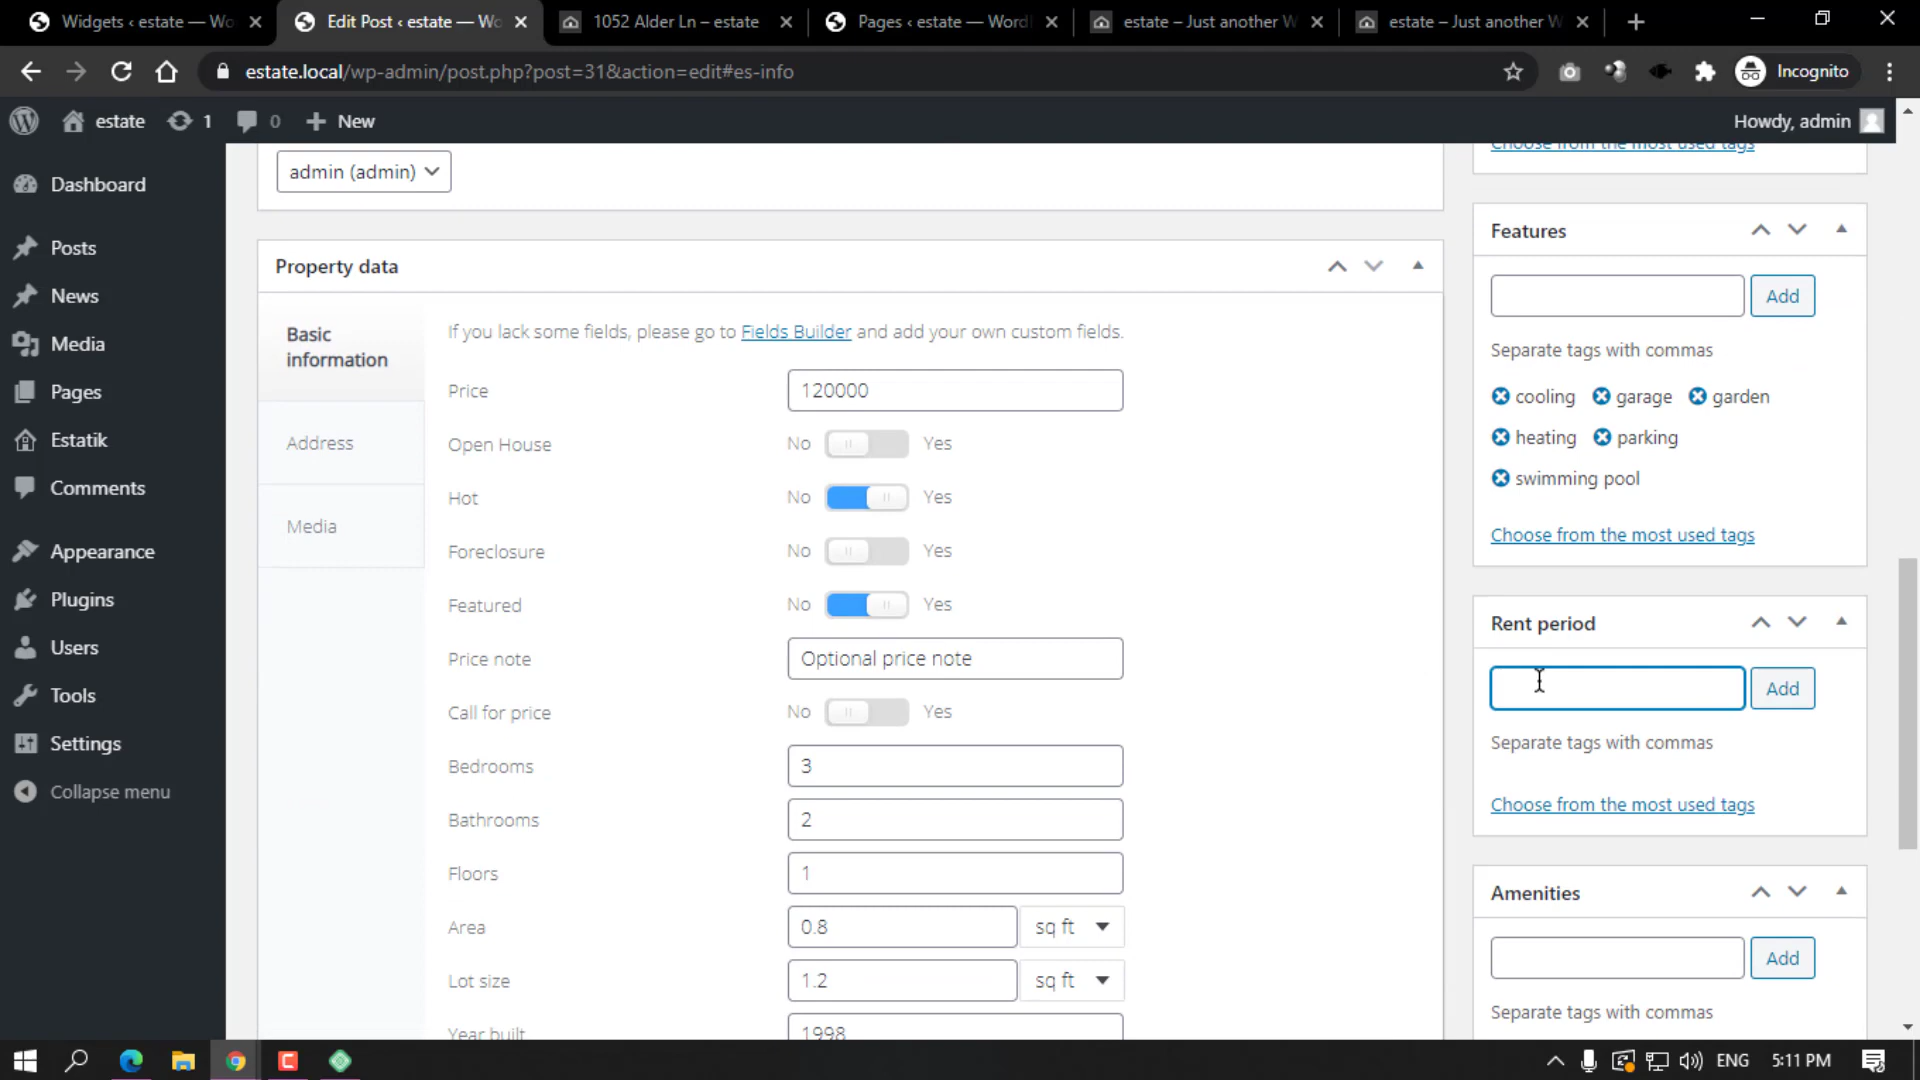 Widgets ‹ estate — Wo
Edit Post ‹ estate — Wo
1052 Alder Ln – estate
Pages ‹ estate — Word
estate – Just another W
estate – Just another W
estate.local/wp-admin/post.php?post=31&action=edit#es-info
Incognito
estate
1
0
New
Howdy, admin
Dashboard
Posts
News
Media
Pages
Estatik
Comments
Appearance
Plugins
Users
Tools
Settings
Collapse menu
admin (admin)
Property data
Basic
information
Address
Media
If you lack some fields, please go to Fields Builder and add your own custom fields.
Price 120000
Open House No Yes
Hot No Yes
Foreclosure No Yes
Featured No Yes
Price note Optional price note
Call for price No Yes
Bedrooms 3
Bathrooms 2
Floors 1
Area 0.8 sq ft
Lot size 1.2 sq ft
Year built 1998
Choose from the most used tags
Features
Add
Separate tags with commas
cooling garage garden
heating parking
swimming pool
Choose from the most used tags
Rent period
Add
Separate tags with commas
Choose from the most used tags
Amenities
Add
Separate tags with commas
ENG 5:11 PM